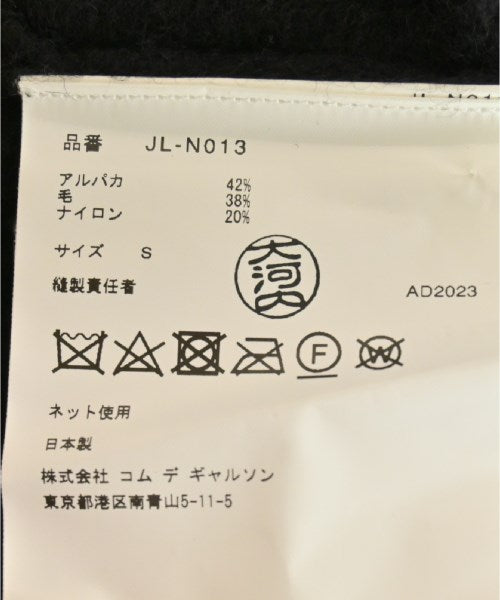 品番 JL-N013
アルパカ 42%
毛 38%
ナイロン 20%
サイズ S
大河内
縫製責任者
AD2023
F
W
ネット使用
日本製
株式会社 コム デ ギャルソン
東京都港区南青山5-11-5